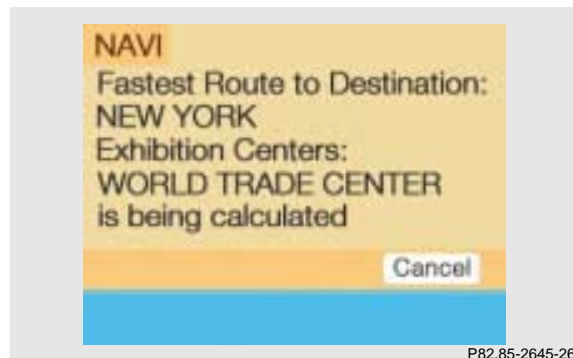 NAVI
Fastest Route to Destination:
NEW YORK
Exhibition Centers:
WORLD TRADE CENTER
is being calculated
Cancel
P82.85-2645-26